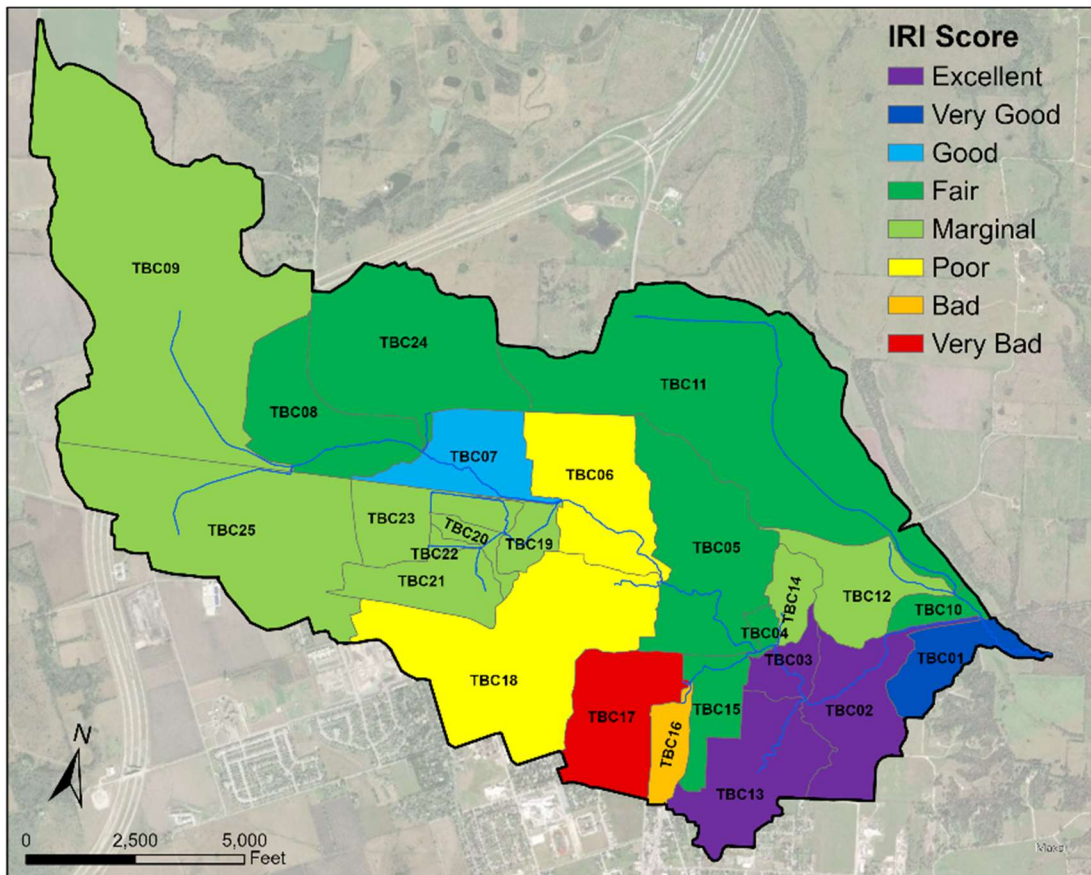 IRI Score
Excellent
Very Good
Good
Fair
Marginal
Poor
Bad
Very Bad
TBC09
TBC24
TBC11
TBC08
TBC07
TBC06
TBC23
TBC20
TBC25
TBC22
TBC19
TBC05
TBC21
TBC14
TBC12
TBC10
TBC04
TBC03
TBC01
TBC18
TBC17
TBC16
TBC15
TBC02
TBC13
N
0 2,500 5,000
Feet
Maxar